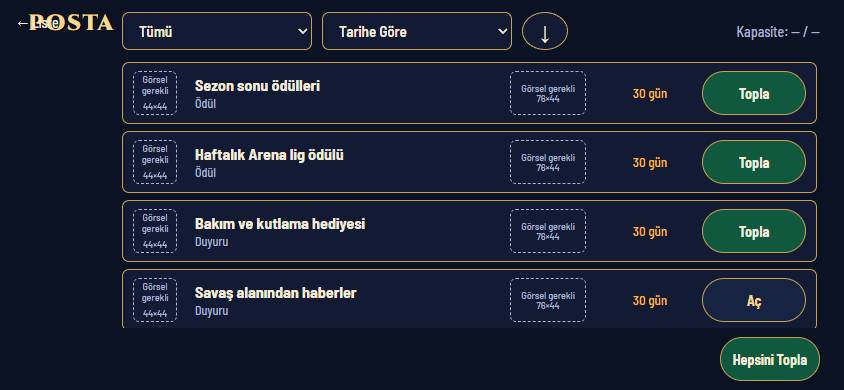 ← Liste
POSTA
Tümü
Tarihe Göre
↓
Kapasite: — / —
Görsel
gerekli
44×44
Sezon sonu ödülleri
Ödül
Görsel gerekli
76×44
30 gün
Topla
Görsel
gerekli
44×44
Haftalık Arena lig ödülü
Ödül
Görsel gerekli
76×44
30 gün
Topla
Görsel
gerekli
44×44
Bakım ve kutlama hediyesi
Duyuru
Görsel gerekli
76×44
30 gün
Topla
Görsel
gerekli
44×44
Savaş alanından haberler
Duyuru
Görsel gerekli
76×44
30 gün
Aç
Hepsini Topla